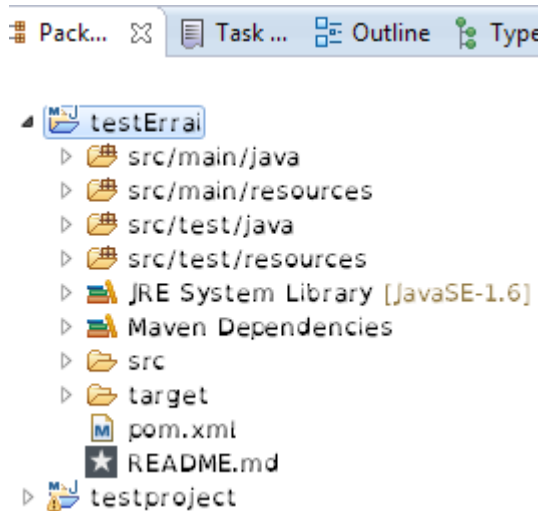 Pack... Task ... Outline Type
testErrai
src/main/java
src/main/resources
src/test/java
src/test/resources
JRE System Library [JavaSE-1.6]
Maven Dependencies
src
target
pom.xml
README.md
testproject